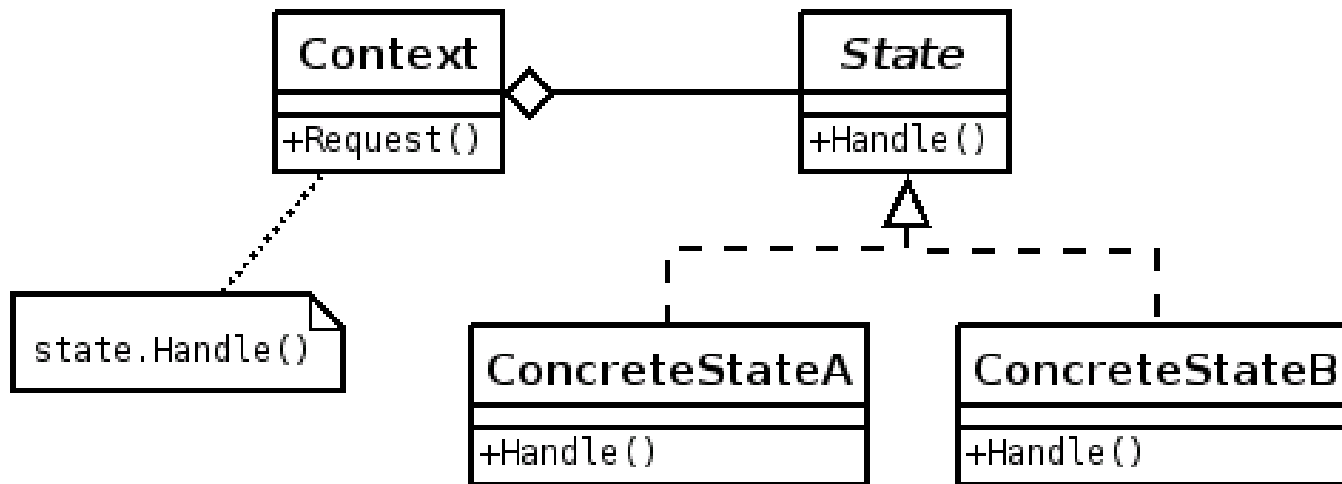 Context
State
+Request()
+Handle()
state.Handle()
ConcreteStateA
ConcreteStateB
+Handle()
+Handle()